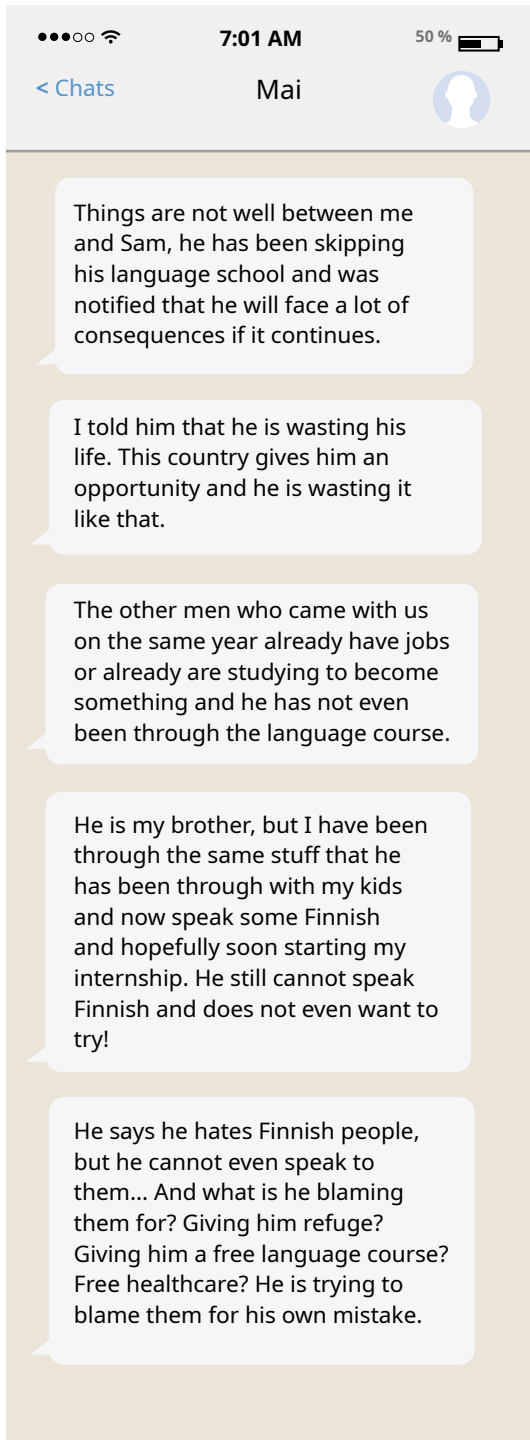 7:01 AM
50 %
< Chats
Mai
Things are not well between me
and Sam, he has been skipping
his language school and was
notified that he will face a lot of
consequences if it continues.
I told him that he is wasting his
life. This country gives him an
opportunity and he is wasting it
like that.
The other men who came with us
on the same year already have jobs
or already are studying to become
something and he has not even
been through the language course.
He is my brother, but I have been
through the same stuff that he
has been through with my kids
and now speak some Finnish
and hopefully soon starting my
internship. He still cannot speak
Finnish and does not even want to
try!
He says he hates Finnish people,
but he cannot even speak to
them... And what is he blaming
them for? Giving him refuge?
Giving him a free language course?
Free healthcare? He is trying to
blame them for his own mistake.